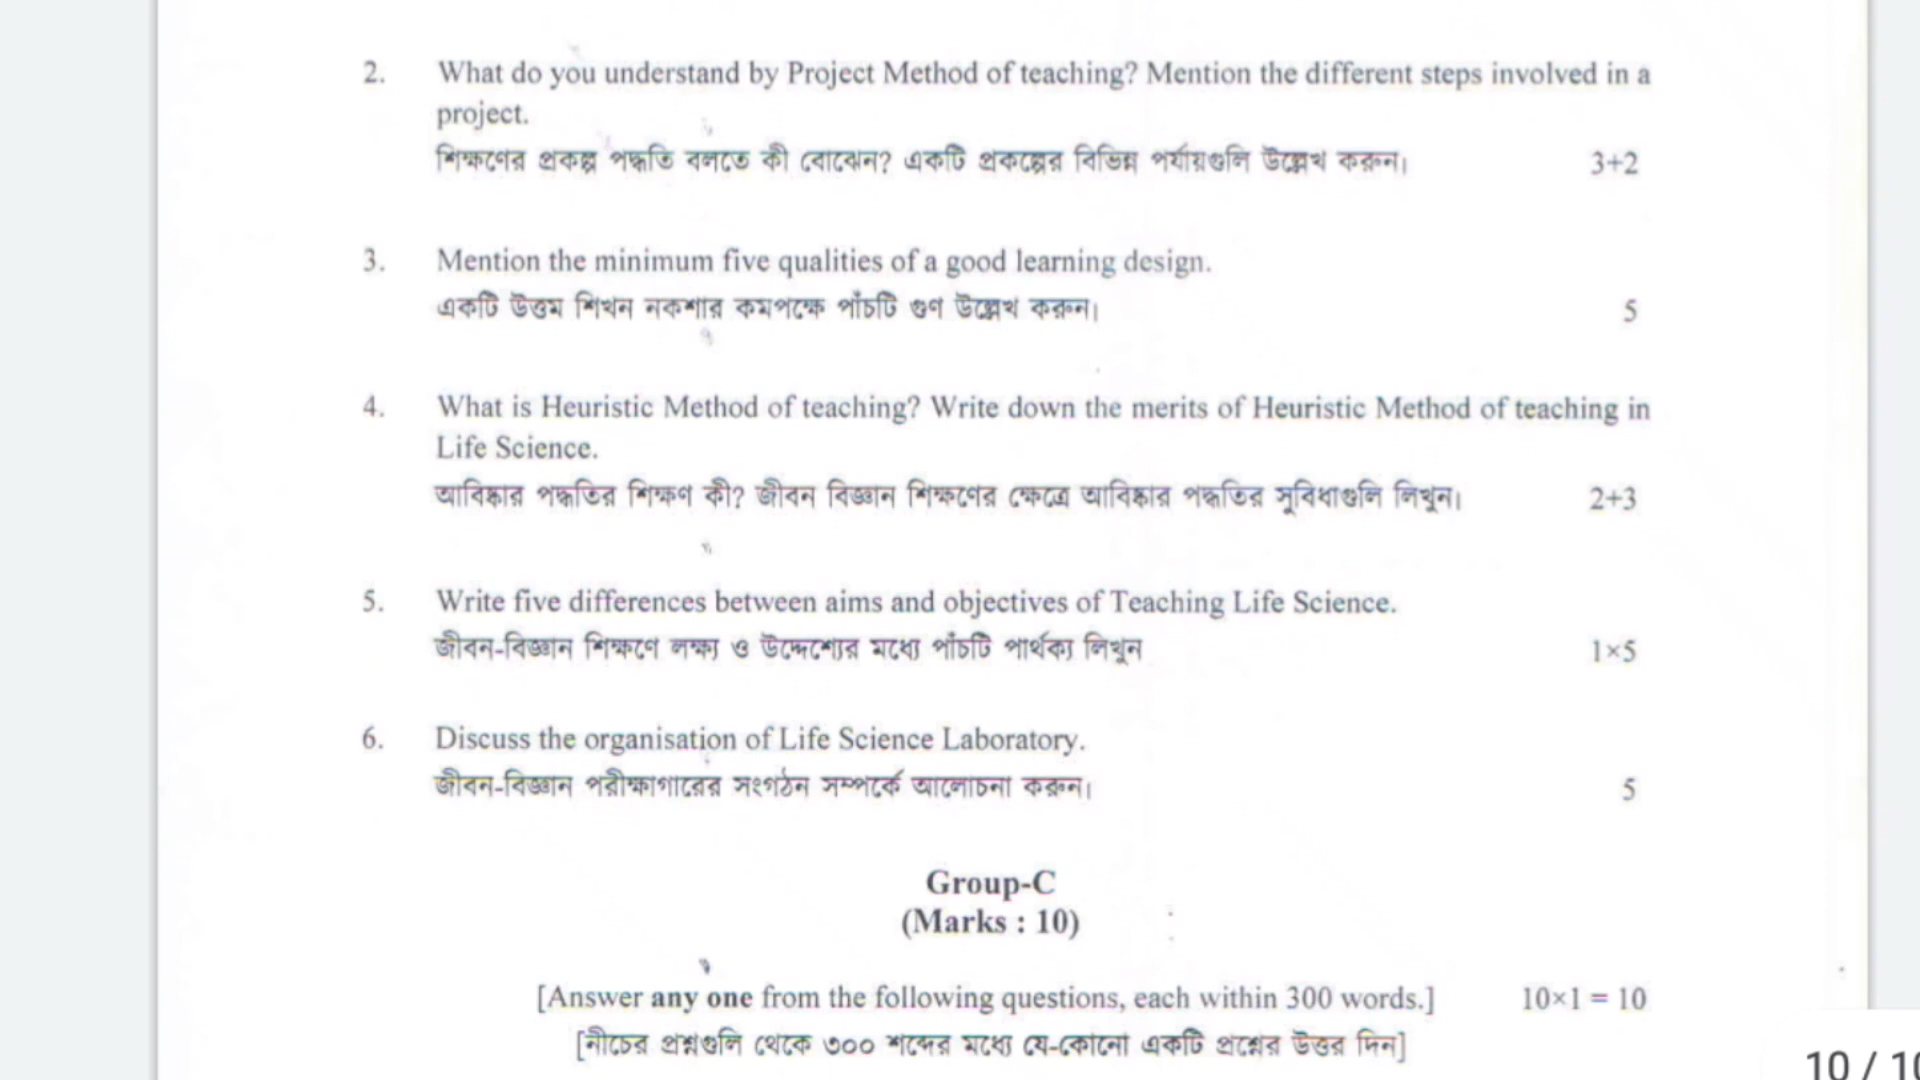 2. What do you understand by Project Method of teaching? Mention the different steps involved in a
project.
শিক্ষণের প্রকল্প পদ্ধতি বলতে কী বোঝেন? একটি প্রকল্পের বিভিন্ন পর্যায়গুলি উল্লেখ করুন। 3+2
3. Mention the minimum five qualities of a good learning design.
একটি উত্তম শিখন নকশার কমপক্ষে পাঁচটি গুণ উল্লেখ করুন। 5
4. What is Heuristic Method of teaching? Write down the merits of Heuristic Method of teaching in
Life Science.
আবিষ্কার পদ্ধতির শিক্ষণ কী? জীবন বিজ্ঞান শিক্ষণের ক্ষেত্রে আবিষ্কার পদ্ধতির সুবিধাগুলি লিখুন। 2+3
5. Write five differences between aims and objectives of Teaching Life Science.
জীবন-বিজ্ঞান শিক্ষণে লক্ষ্য ও উদ্দেশ্যের মধ্যে পাঁচটি পার্থক্য লিখুন 1×5
6. Discuss the organisation of Life Science Laboratory.
জীবন-বিজ্ঞান পরীক্ষাগারের সংগঠন সম্পর্কে আলোচনা করুন। 5
Group-C
(Marks : 10)
[Answer any one from the following questions, each within 300 words.] 10×1 = 10
[নীচের প্রশ্নগুলি থেকে ৩০০ শব্দের মধ্যে যে-কোনো একটি প্রশ্নের উত্তর দিন]
10 / 10